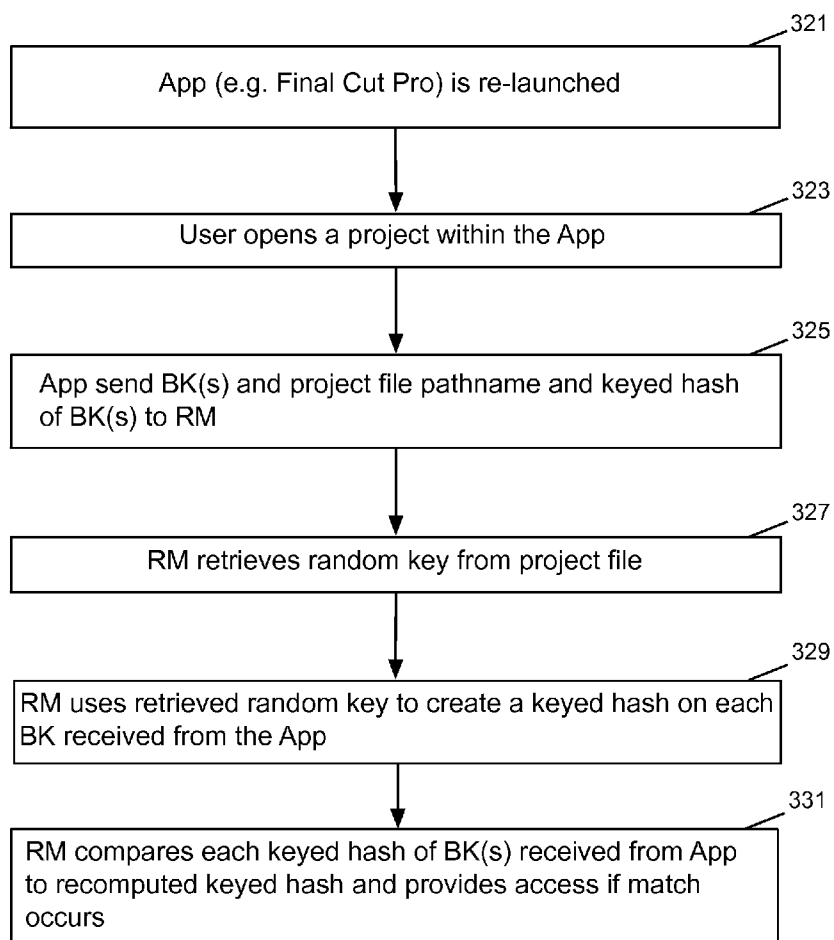 321
App (e.g. Final Cut Pro) is re-launched
323
User opens a project within the App
325
App send BK(s) and project file pathname and keyed hash
of BK(s) to RM
327
RM retrieves random key from project file
329
RM uses retrieved random key to create a keyed hash on each
BK received from the App
331
RM compares each keyed hash of BK(s) received from App
to recomputed keyed hash and provides access if match
occurs